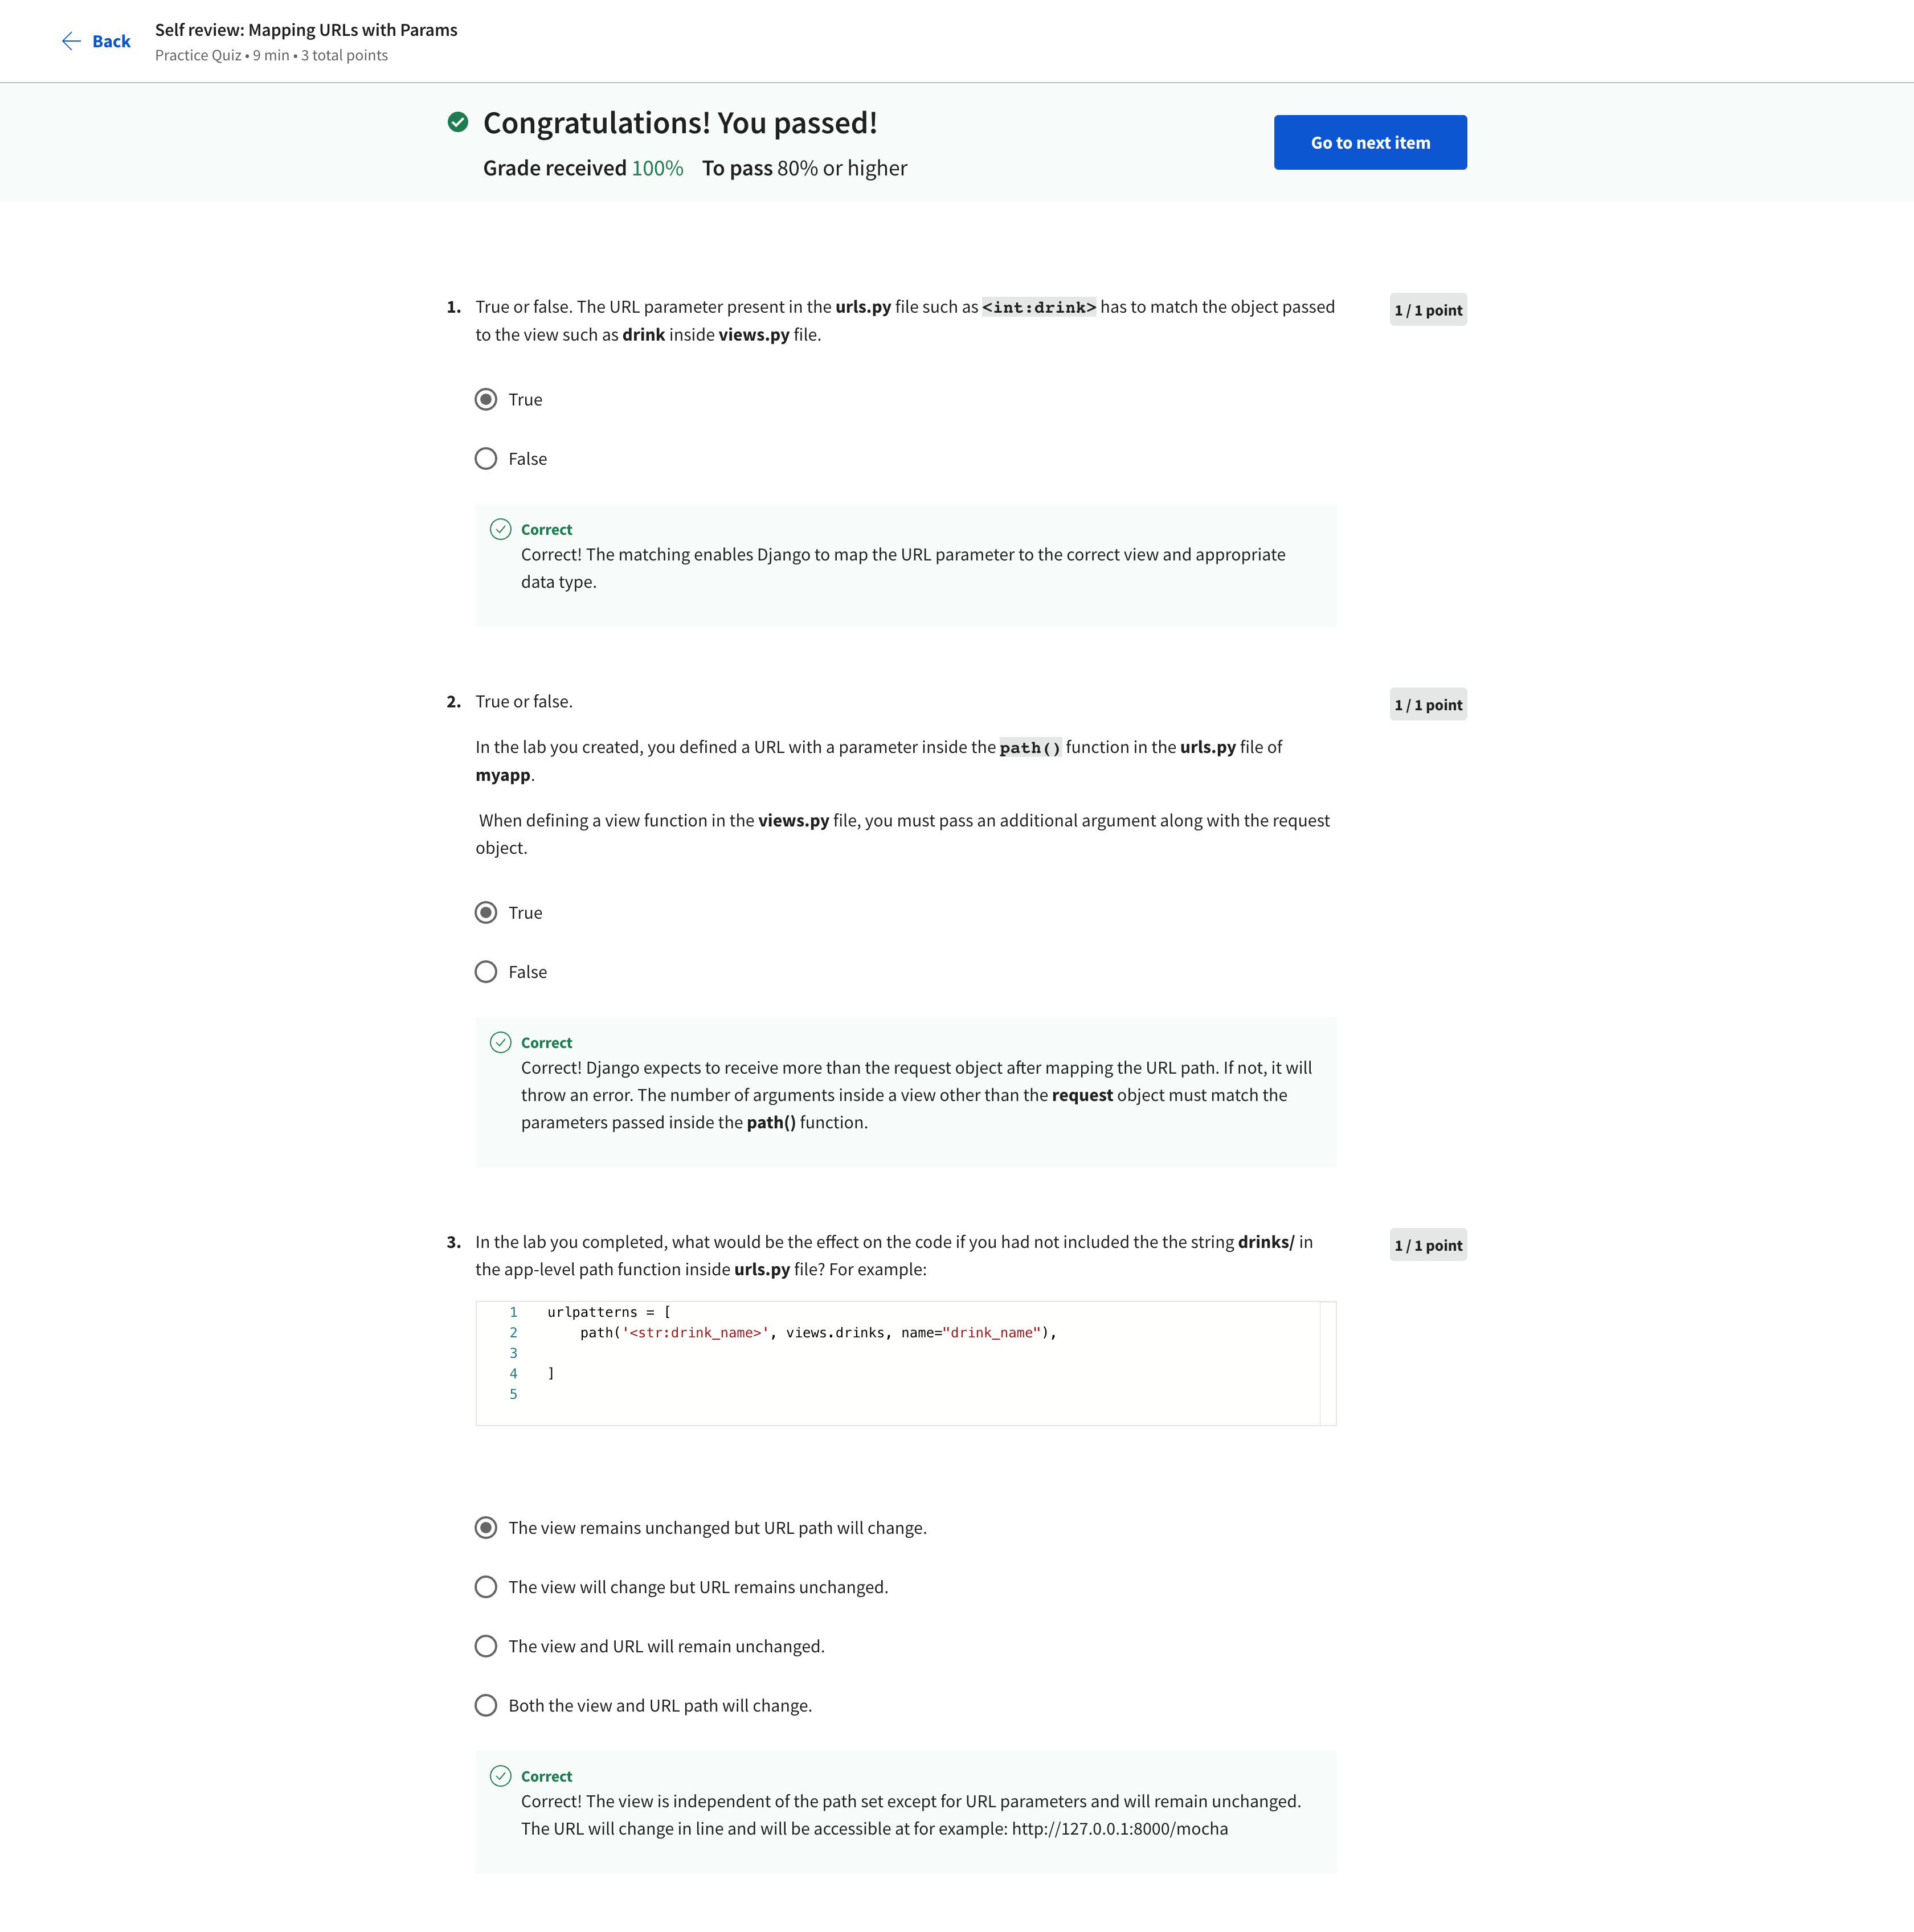 Back
Self review: Mapping URLs with Params
Practice Quiz • 9 min • 3 total points
Congratulations! You passed!
Grade received 100% To pass 80% or higher
Go to next item
1. True or false. The URL parameter present in the urls.py file such as <int:drink> has to match the object passed
to the view such as drink inside views.py file.
1 / 1 point
True
False
Correct
Correct! The matching enables Django to map the URL parameter to the correct view and appropriate
data type.
2. True or false.
1 / 1 point
In the lab you created, you defined a URL with a parameter inside the path() function in the urls.py file of
myapp.
When defining a view function in the views.py file, you must pass an additional argument along with the request
object.
True
False
Correct
Correct! Django expects to receive more than the request object after mapping the URL path. If not, it will
throw an error. The number of arguments inside a view other than the request object must match the
parameters passed inside the path() function.
3. In the lab you completed, what would be the effect on the code if you had not included the the string drinks/ in
the app-level path function inside urls.py file? For example:
1 / 1 point
1 urlpatterns = [
2 path('<str:drink_name>', views.drinks, name="drink_name"),
3
4 ]
5
The view remains unchanged but URL path will change.
The view will change but URL remains unchanged.
The view and URL will remain unchanged.
Both the view and URL path will change.
Correct
Correct! The view is independent of the path set except for URL parameters and will remain unchanged.
The URL will change in line and will be accessible at for example: http://127.0.0.1:8000/mocha